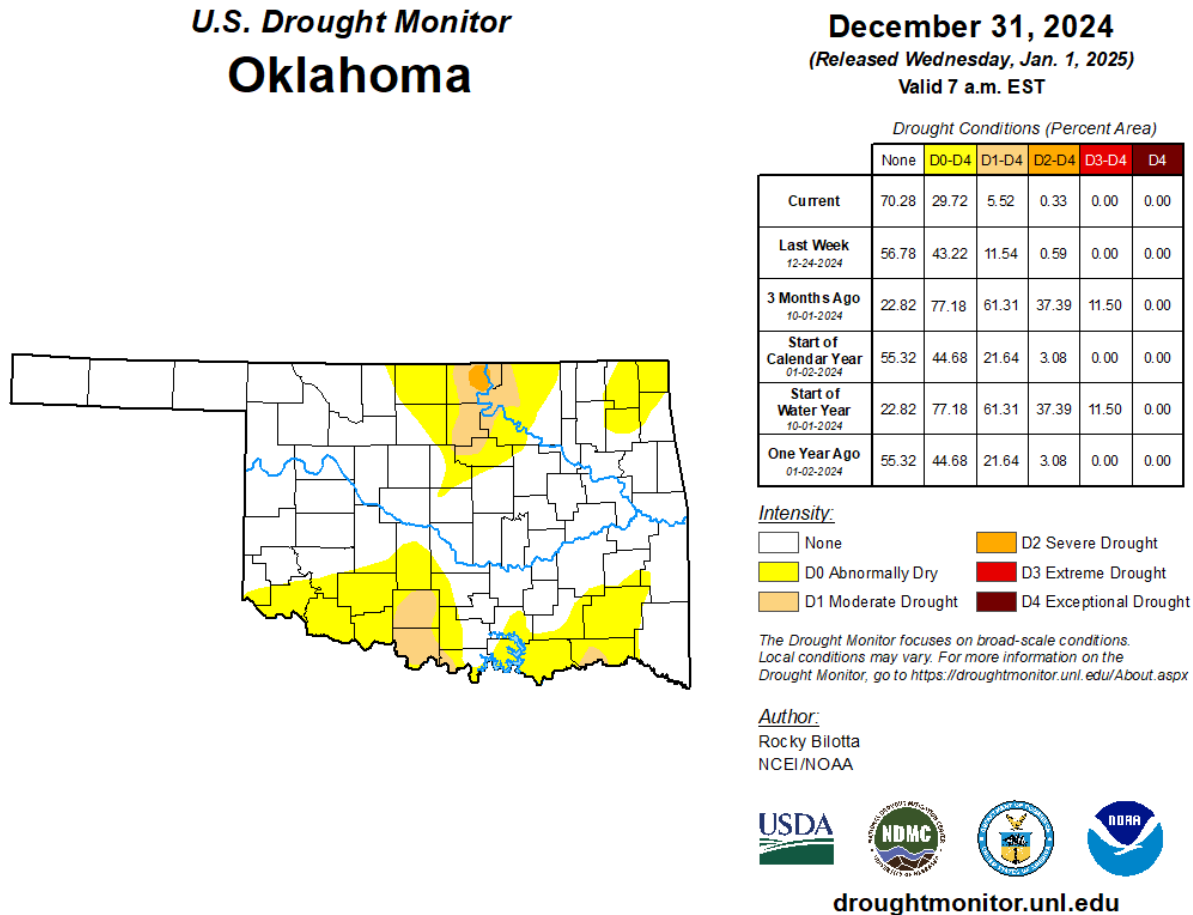 U.S. Drought Monitor
Oklahoma
December 31, 2024
(Released Wednesday, Jan. 1, 2025)
Valid 7 a.m. EST
Drought Conditions (Percent Area)
None D0-D4 D1-D4 D2-D4 D3-D4 D4
Current 70.28 29.72 5.52 0.33 0.00 0.00
Last Week
12-24-2024 56.78 43.22 11.54 0.59 0.00 0.00
3 Months Ago
10-01-2024 22.82 77.18 61.31 37.39 11.50 0.00
Start of
Calendar Year
01-02-2024 55.32 44.68 21.64 3.08 0.00 0.00
Start of
Water Year
10-01-2024 22.82 77.18 61.31 37.39 11.50 0.00
One Year Ago
01-02-2024 55.32 44.68 21.64 3.08 0.00 0.00
Intensity:
None
D0 Abnormally Dry
D1 Moderate Drought
D2 Severe Drought
D3 Extreme Drought
D4 Exceptional Drought
The Drought Monitor focuses on broad-scale conditions.
Local conditions may vary. For more information on the
Drought Monitor, go to https://droughtmonitor.unl.edu/About.aspx
Author:
Rocky Bilotta
NCEI/NOAA
USDA
NDMC
NOAA
droughtmonitor.unl.edu